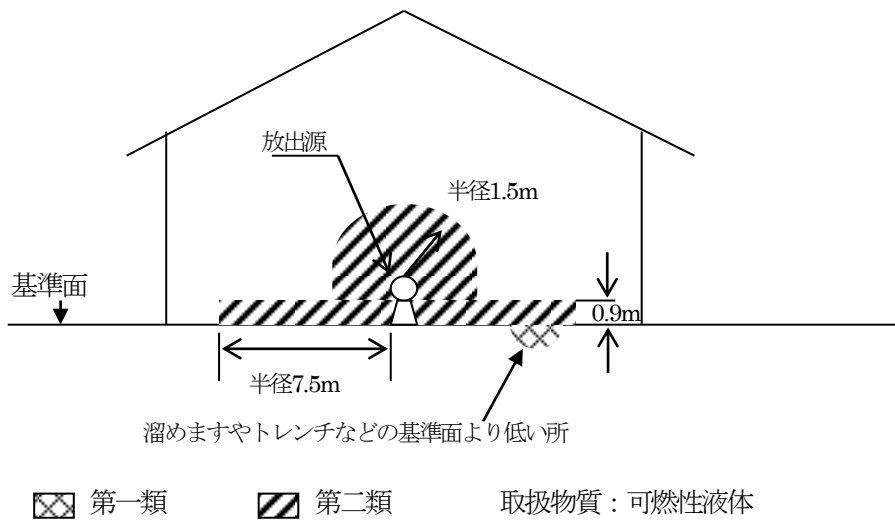 放出源
半径1.5m
基準面
0.9m
半径7.5m
溜めますやトレンチなどの基準面より低い所
第一類　第二類　取扱物質：可燃性液体